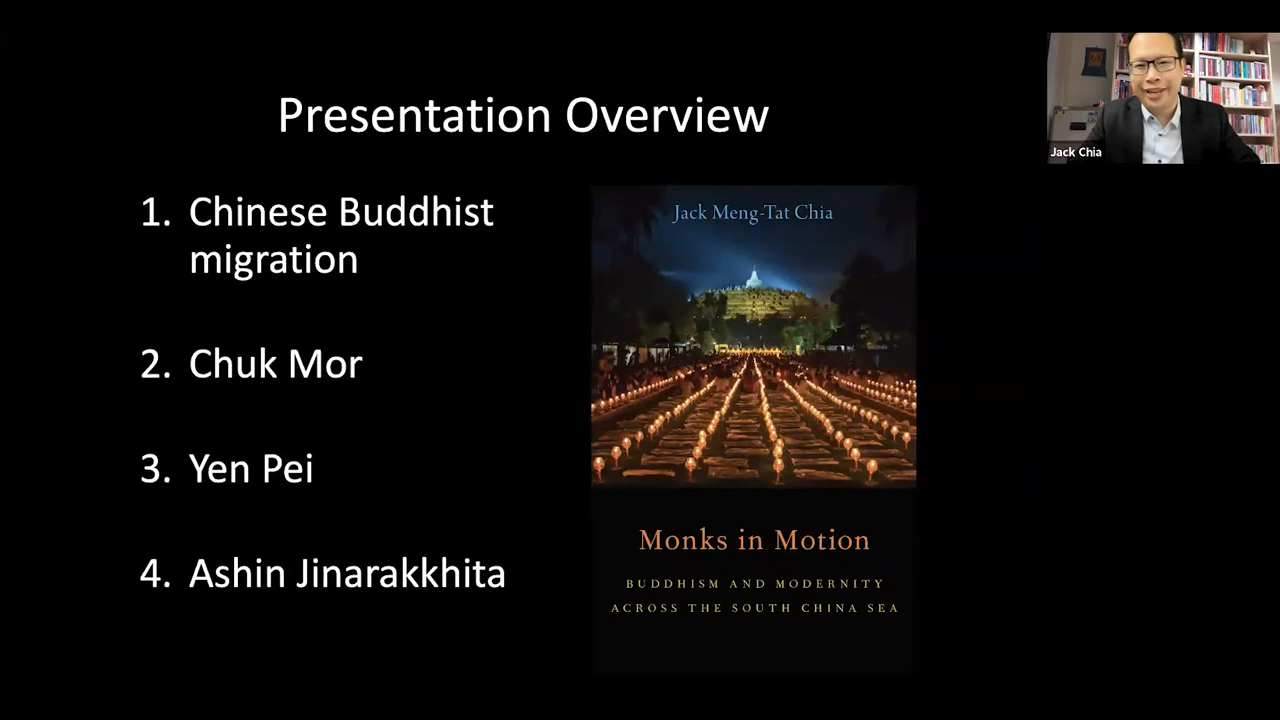 Presentation Overview
1. Chinese Buddhist
migration
2. Chuk Mor
3. Yen Pei
4. Ashin Jinarakkhita
Jack Meng-Tat Chia
Monks in Motion
BUDDHISM AND MODERNITY
ACROSS THE SOUTH CHINA SEA
Jack Chia